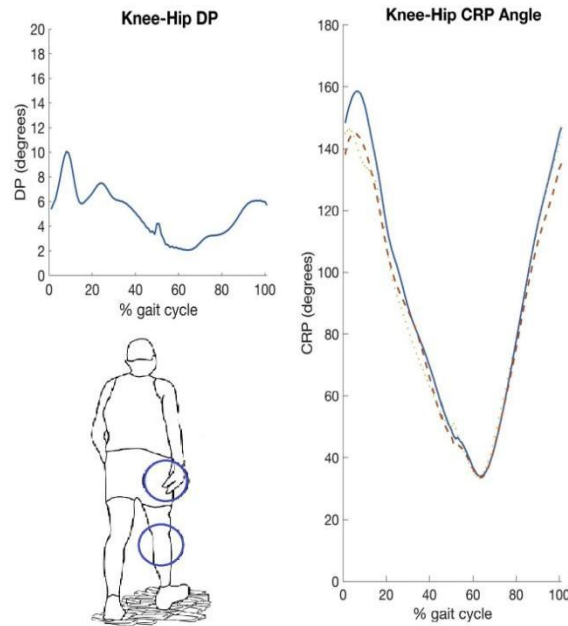 Knee-Hip DP
20
18
16
14
12
10
8
6
4
2
0
DP (degrees)
0 20 40 60 80 100
% gait cycle
Knee-Hip CRP Angle
180
160
140
120
100
80
60
40
20
0
CRP (degrees)
0 20 40 60 80 100
% gait cycle